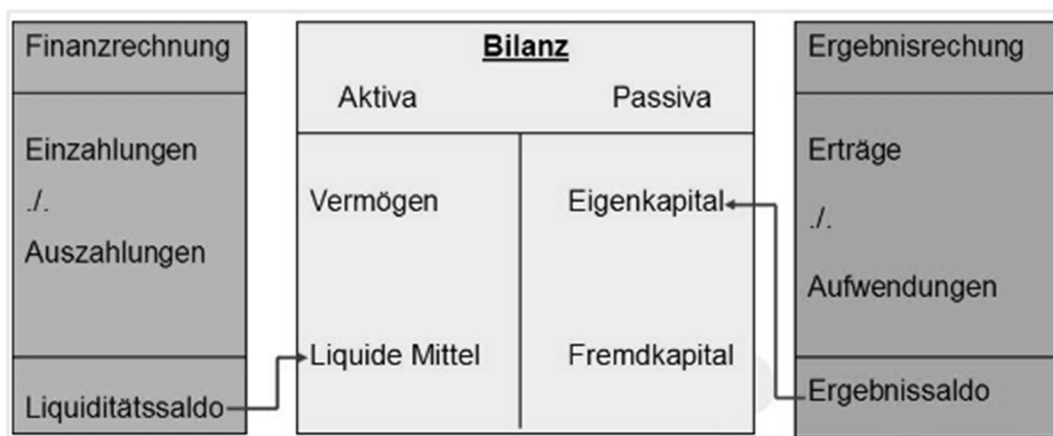 Finanzrechnung
Einzahlungen
./.
Auszahlungen
Liquiditätssaldo
Bilanz
Aktiva Passiva
Vermögen Eigenkapital
Liquide Mittel Fremdkapital
Ergebnisrechung
Erträge
./.
Aufwendungen
Ergebnissaldo